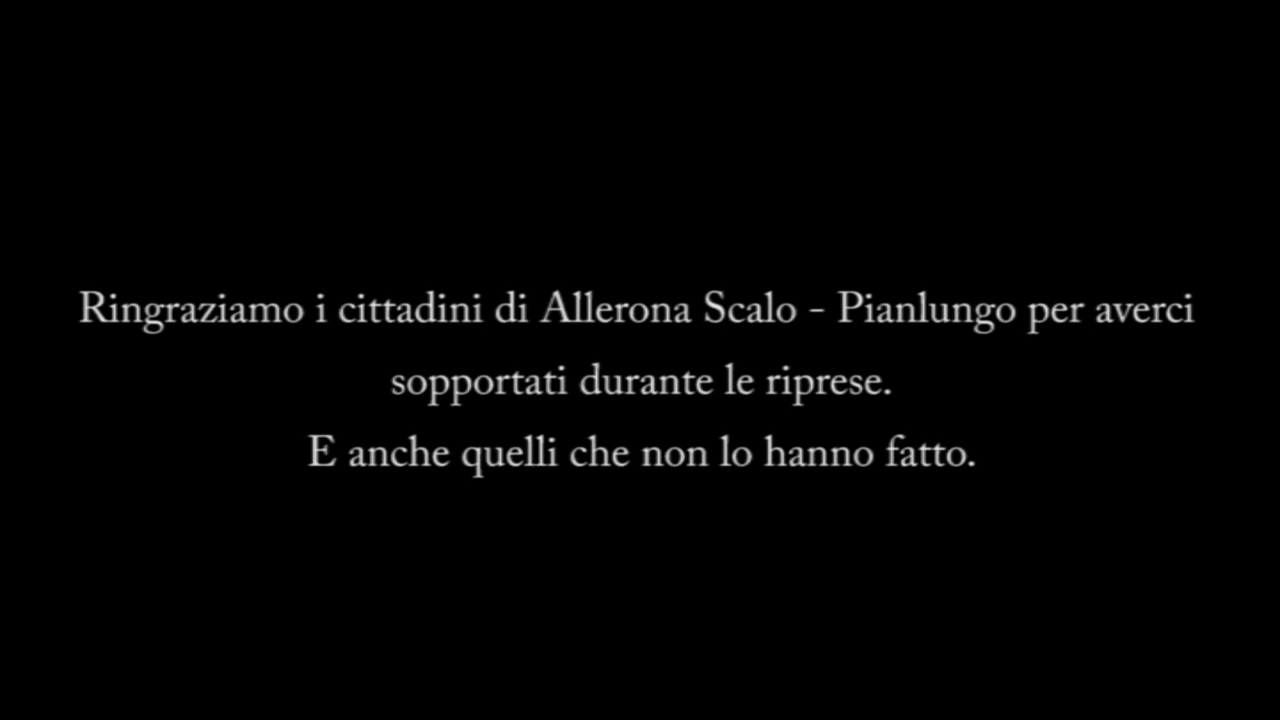 Ringraziamo i cittadini di Allerona Scalo - Pianlungo per averci
sopportati durante le riprese.
E anche quelli che non lo hanno fatto.